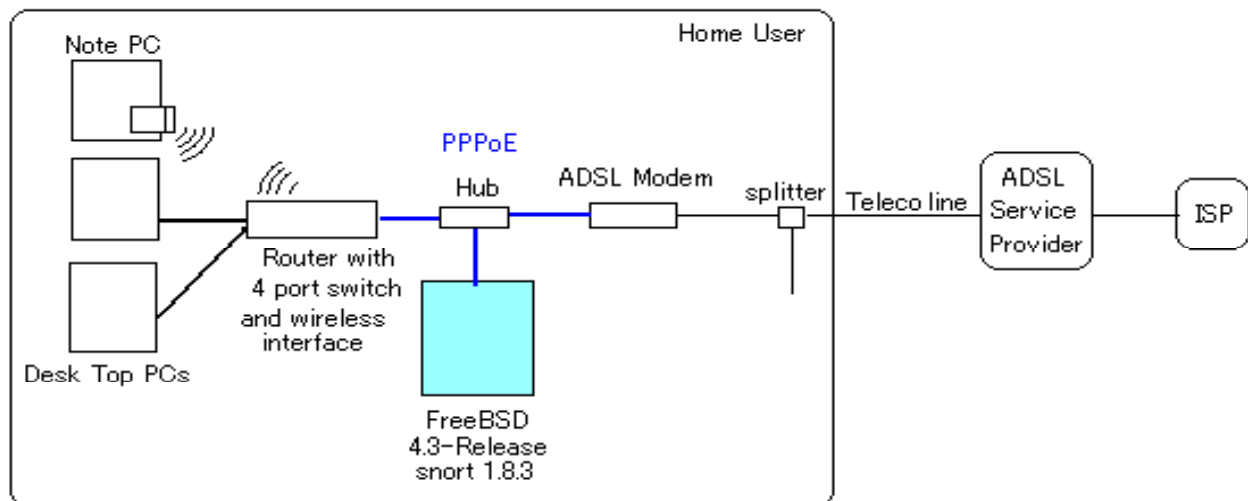 Home User
Note PC
PPPoE
Hub
ADSL Modem
splitter
Teleco line
ADSL
Service
Provider
ISP
Router with
4 port switch
and wireless
interface
Desk Top PCs
FreeBSD
4.3-Release
snort 1.8.3